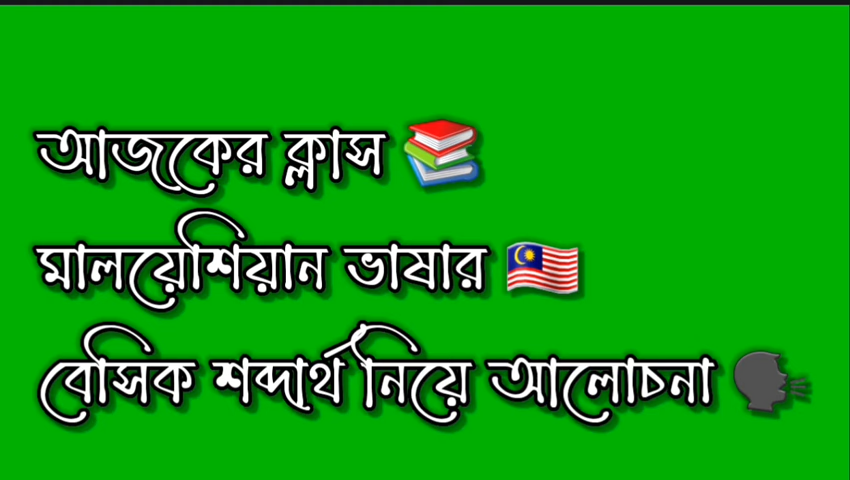 আজকের ক্লাস 📚
মালয়েশিয়ান ভাষার 🇲🇾
বেসিক শব্দার্থ নিয়ে আলোচনা 🗣️